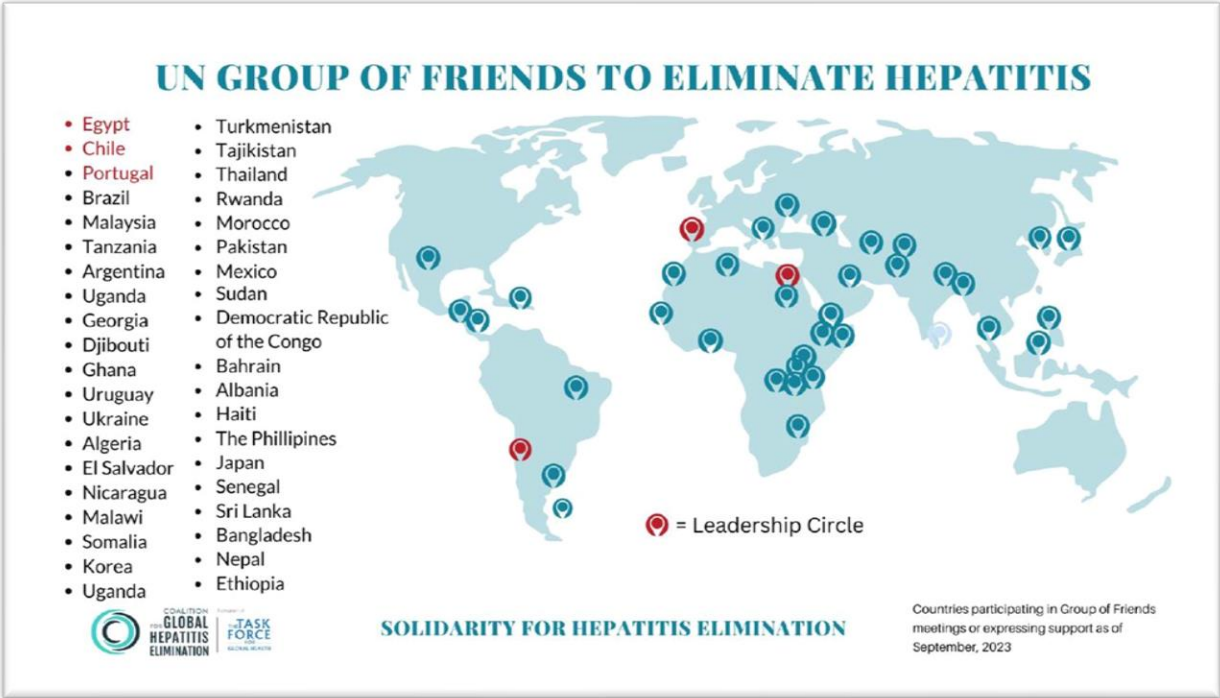 UN GROUP OF FRIENDS TO ELIMINATE HEPATITIS
• Egypt
• Chile
• Portugal
• Brazil
• Malaysia
• Tanzania
• Argentina
• Uganda
• Georgia
• Djibouti
• Ghana
• Uruguay
• Ukraine
• Algeria
• El Salvador
• Nicaragua
• Malawi
• Somalia
• Korea
• Uganda
• Turkmenistan
• Tajikistan
• Thailand
• Rwanda
• Morocco
• Pakistan
• Mexico
• Sudan
• Democratic Republic
of the Congo
• Bahrain
• Albania
• Haiti
• The Phillipines
• Japan
• Senegal
• Sri Lanka
• Bangladesh
• Nepal
• Ethiopia
= Leadership Circle
COALITION
FOR GLOBAL
HEPATITIS
ELIMINATION
THE TASK
FORCE
FOR
GLOBAL HEALTH
SOLIDARITY FOR HEPATITIS ELIMINATION
Countries participating in Group of Friends
meetings or expressing support as of
September, 2023